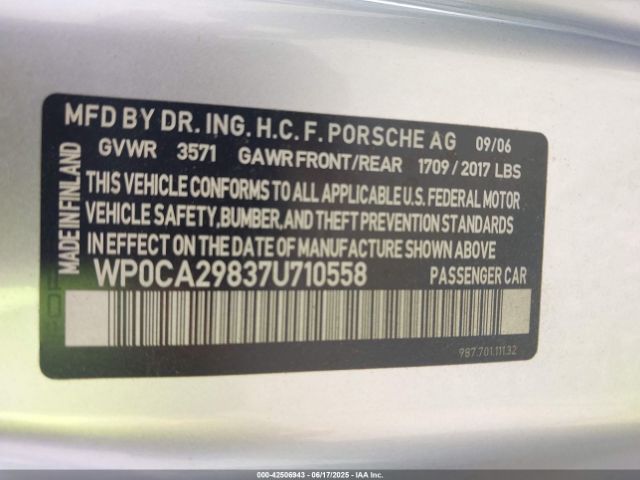 MFD BY DR. ING. H.C. F. PORSCHE AG 09/06
GVWR 3571 GAWR FRONT/REAR 1709 / 2017 LBS
THIS VEHICLE CONFORMS TO ALL APPLICABLE U.S. FEDERAL MOTOR
VEHICLE SAFETY, BUMPER, AND THEFT PREVENTION STANDARDS
IN EFFECT ON THE DATE OF MANUFACTURE SHOWN ABOVE
WP0CA29837U710558 PASSENGER CAR
MADE IN FINLAND
987.701.111.32
000-42506943 - 06/17/2025 - IAA Inc.